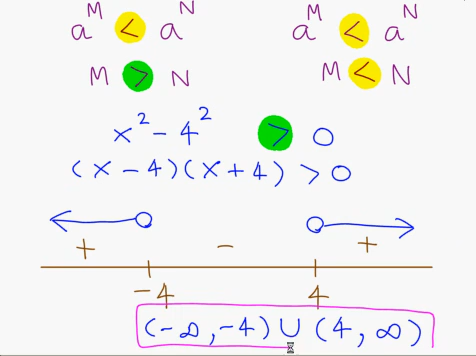 a^M < a^N    a^M < a^N
M > N    M < N
x² - 4² > 0
(x - 4)(x + 4) > 0
+ - +
-4    4
(-∞, -4) ∪ (4, ∞)